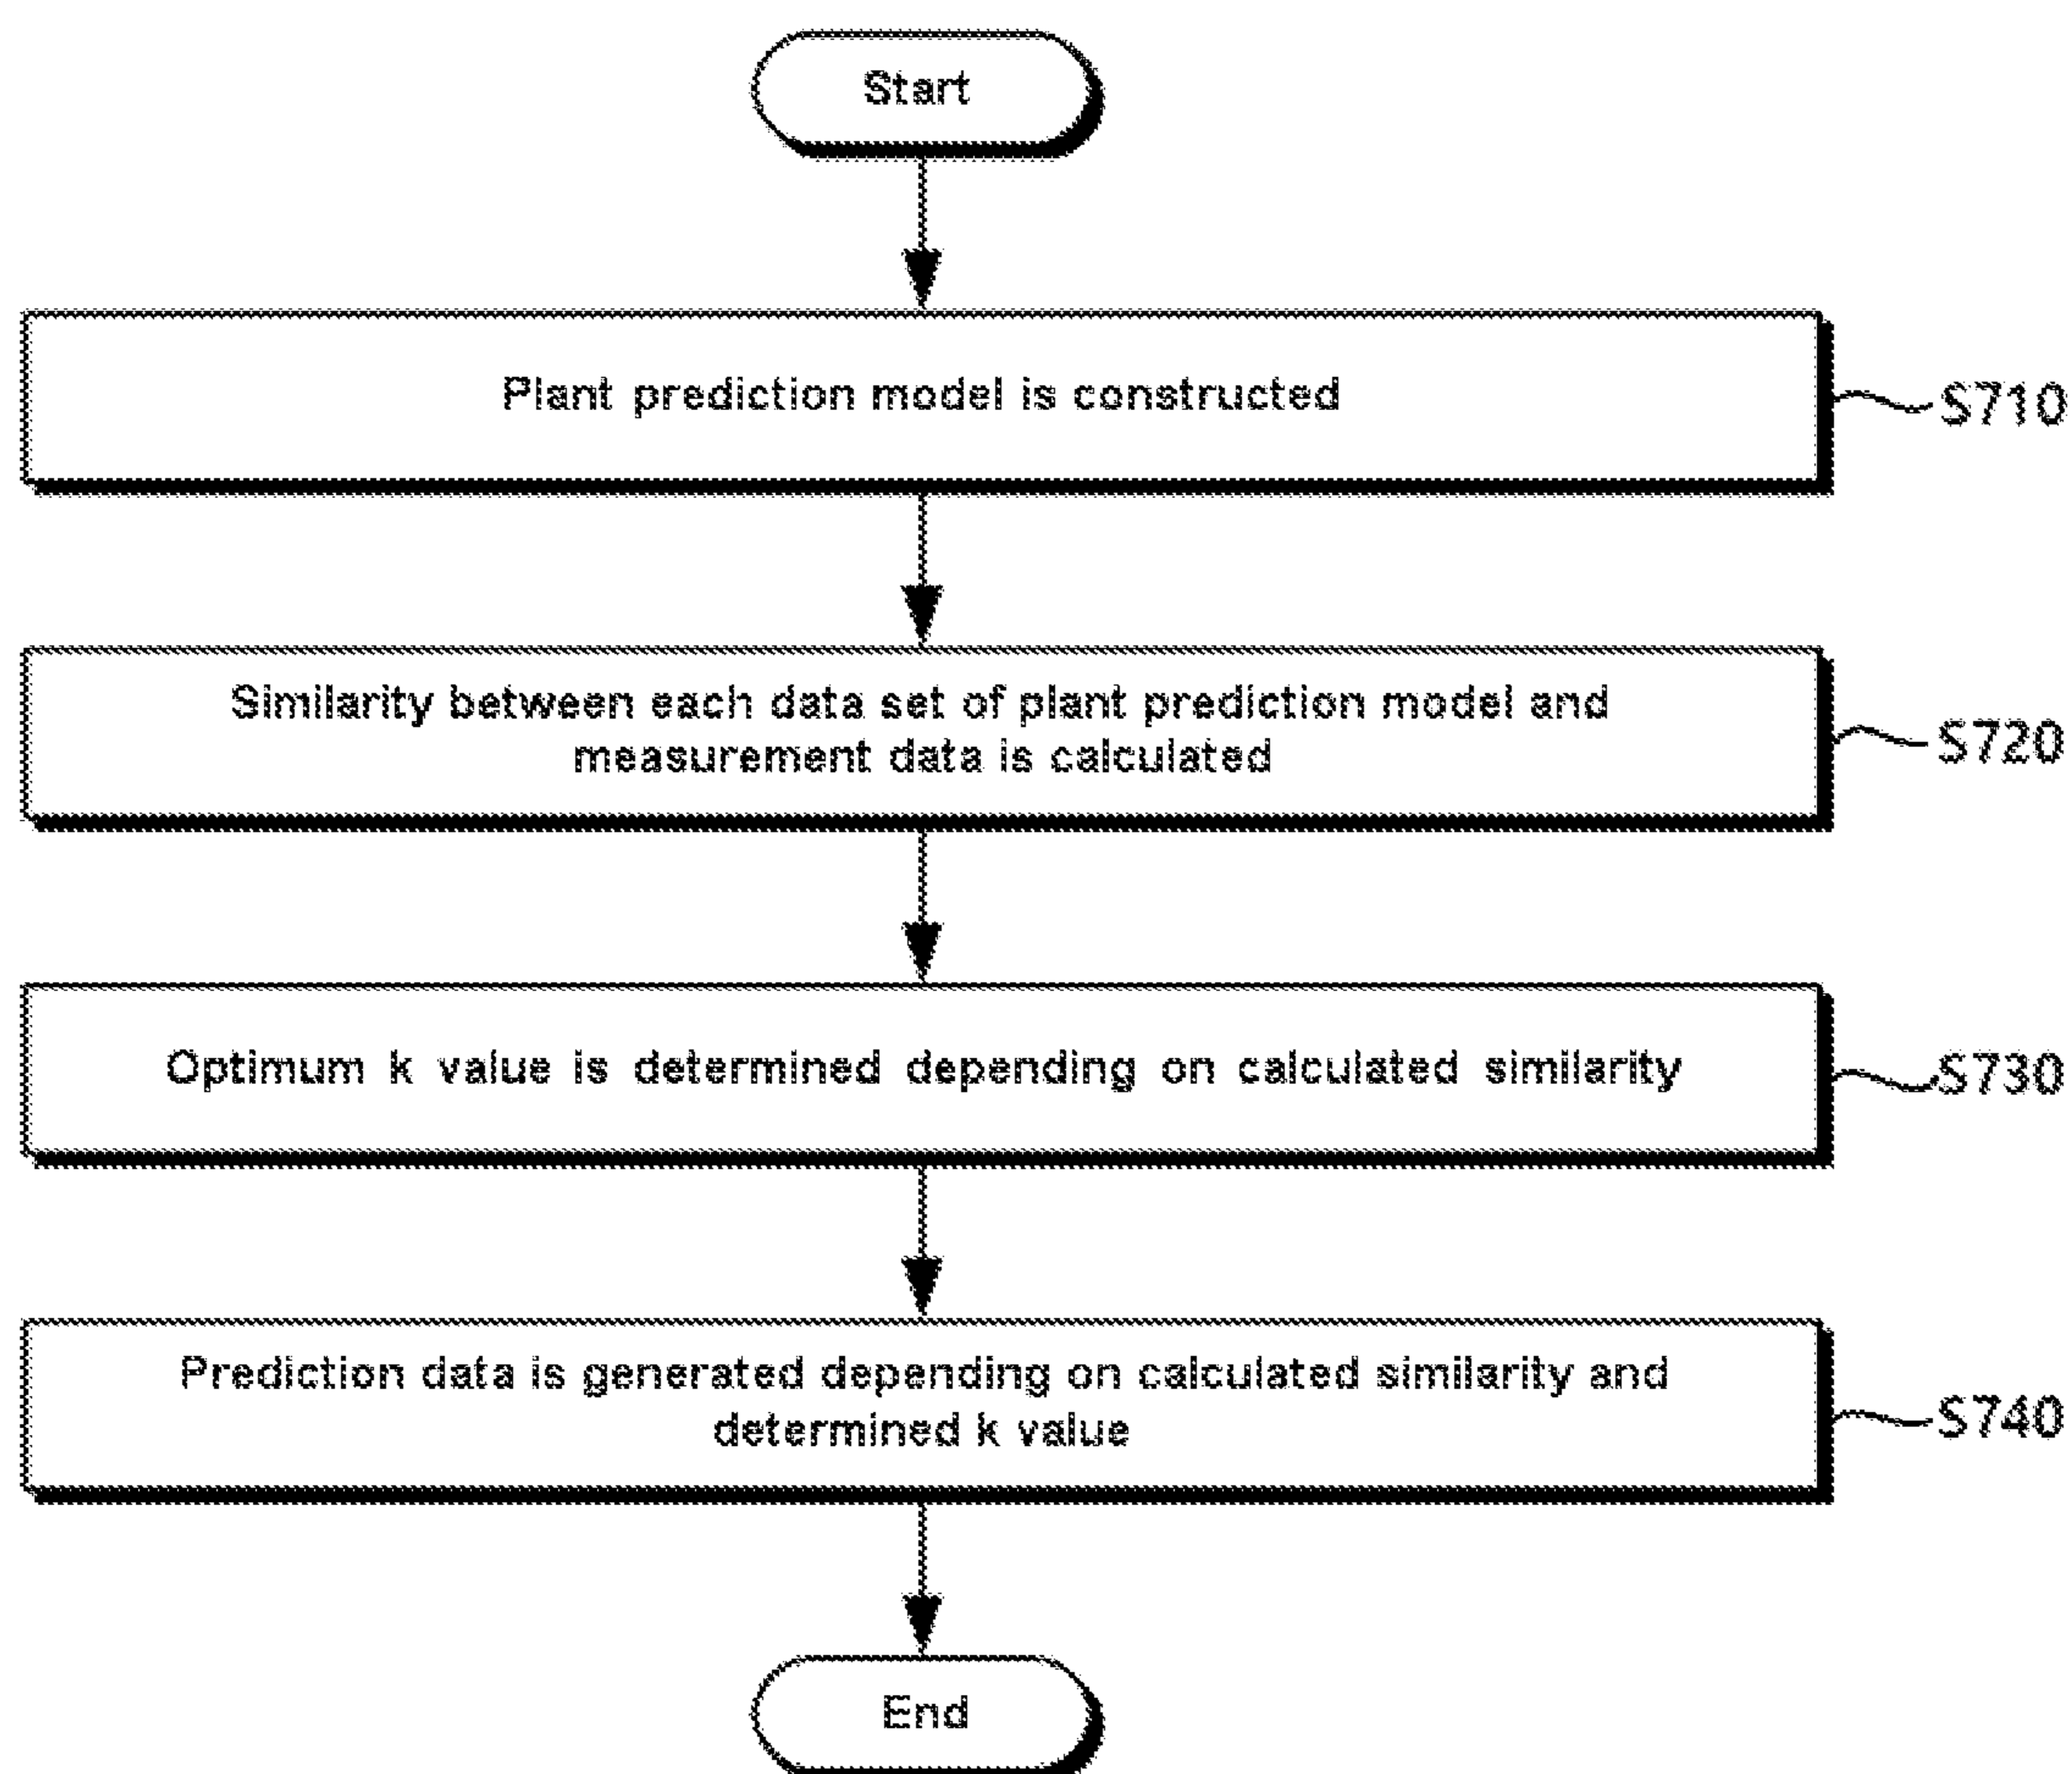 Start
Plant prediction model is constructed
S710
Similarity between each data set of plant prediction model and
measurement data is calculated
S720
Optimum k value is determined depending on calculated similarity
S730
Prediction data is generated depending on calculated similarity and
determined k value
S740
End